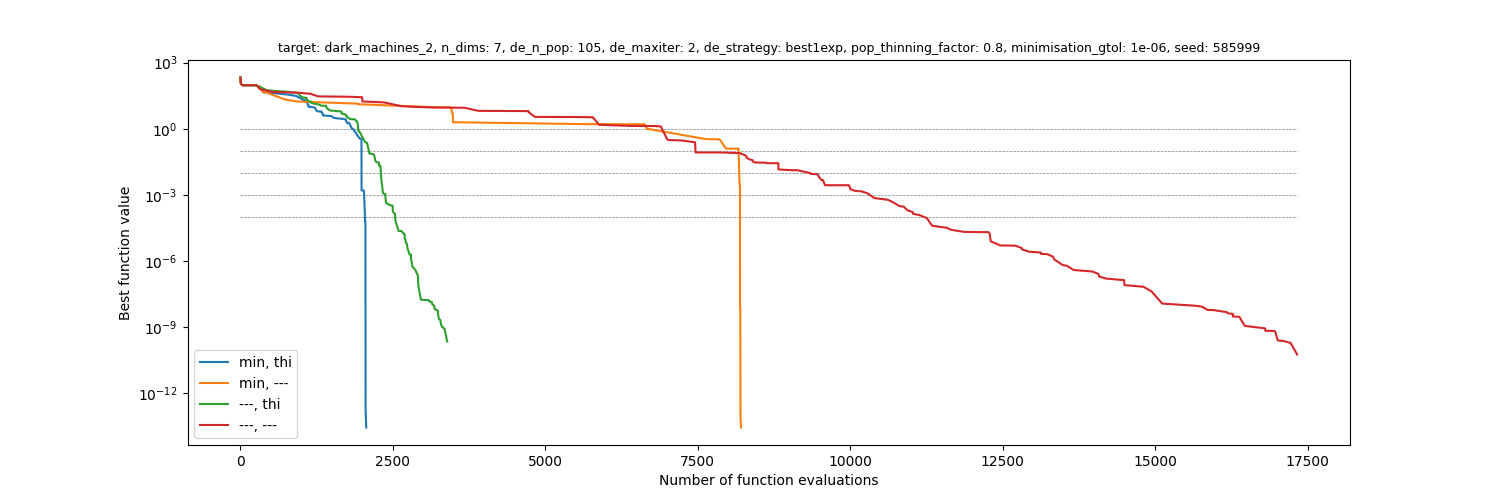 target: dark_machines_2, n_dims: 7, de_n_pop: 105, de_maxiter: 2, de_strategy: best1exp, pop_thinning_factor: 0.8, minimisation_gtol: 1e-06, seed: 585999
10^3
10^0
10^−3
10^−6
10^−9
10^−12
Best function value
min, thi
min, ---
---, thi
---, ---
0 2500 5000 7500 10000 12500 15000 17500
Number of function evaluations